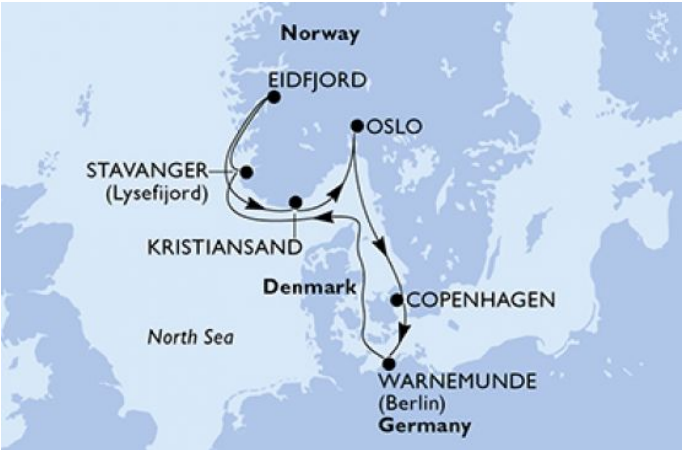 Norway
EIDFJORD
OSLO
STAVANGER
(Lysefijord)
KRISTIANSAND
Denmark
COPENHAGEN
North Sea
WARNEMUNDE
(Berlin)
Germany